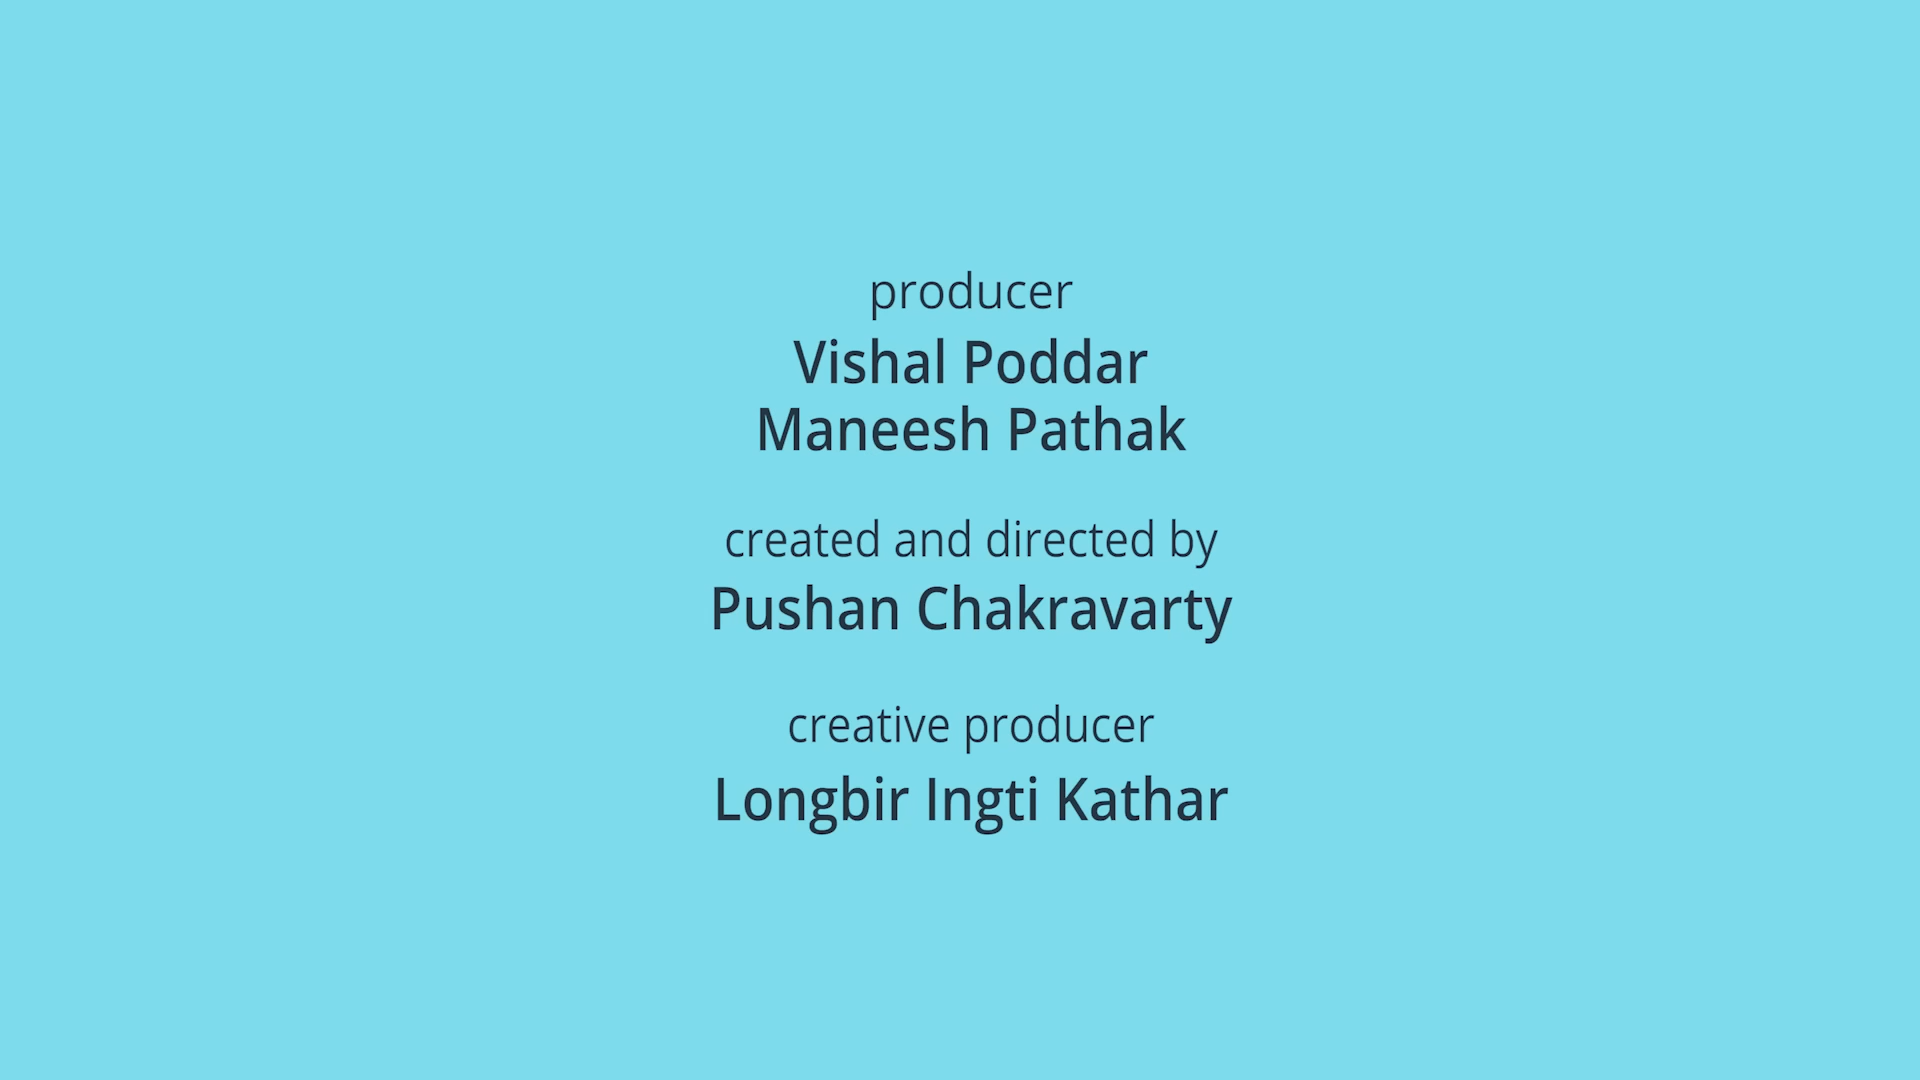 producer
Vishal Poddar
Maneesh Pathak
created and directed by
Pushan Chakravarty
creative producer
Longbir Ingti Kathar